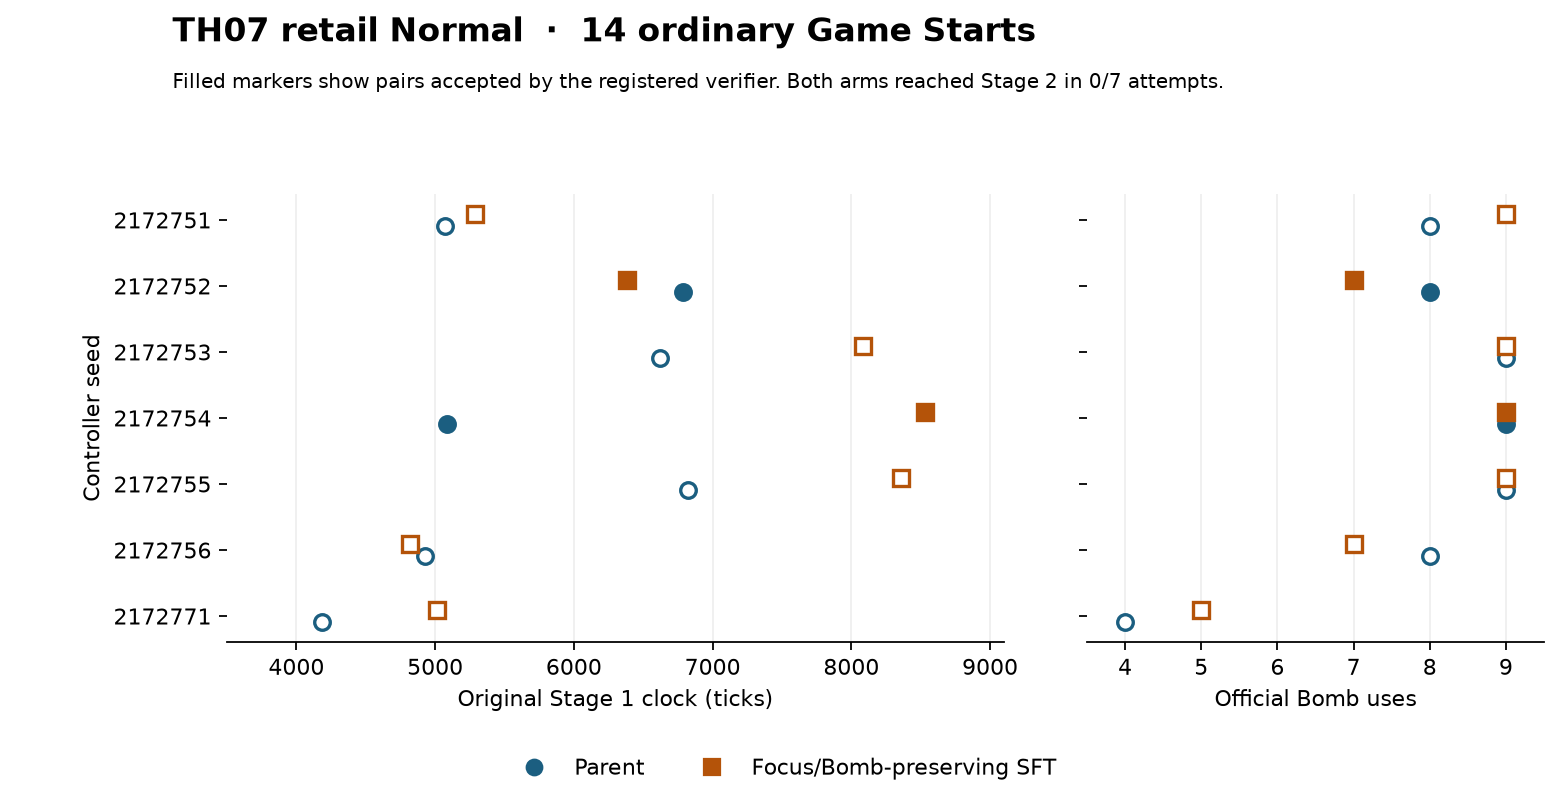 TH07 retail Normal · 14 ordinary Game Starts
Filled markers show pairs accepted by the registered verifier. Both arms reached Stage 2 in 0/7 attempts.
Controller seed
2172751
2172752
2172753
2172754
2172755
2172756
2172771
4000 5000 6000 7000 8000 9000
Original Stage 1 clock (ticks)
4 5 6 7 8 9
Official Bomb uses
Parent Focus/Bomb-preserving SFT